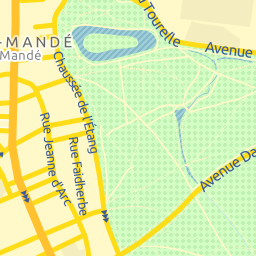 -MANDÉ
Mandé
Tourelle
Avenue
Chaussée de l'Étang
Rue Jeanne d'Arc
Rue Faidherbe
Avenue Da